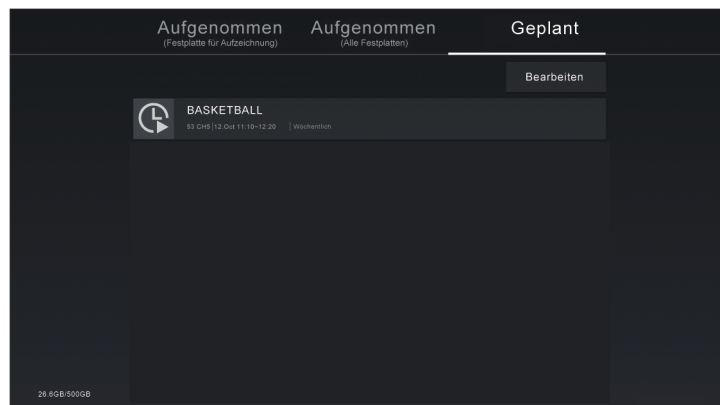 Aufgenommen
(Festplatte für Aufzeichnung)
Aufgenommen
(Alle Festplatten)
Geplant
Bearbeiten
BASKETBALL
53 CH5 | 12 Oct 11:10~12:20 | Wöchentlich
26.6GB/500GB